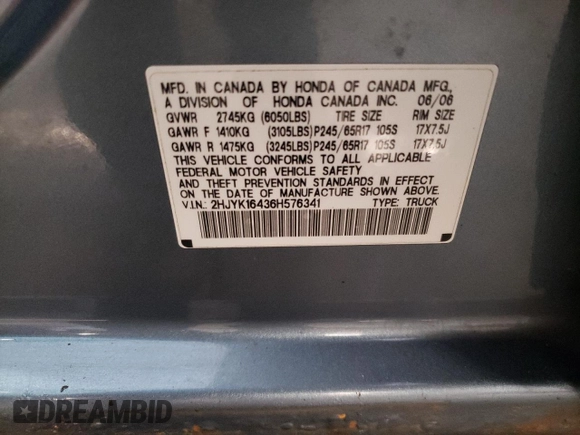 MFD. IN CANADA BY HONDA OF CANADA MFG.,
A DIVISION OF HONDA CANADA INC. 06/06
GVWR 2745KG (6050LBS) TIRE SIZE RIM SIZE
GAWR F 1410KG (3105LBS)P245/65R17 105S 17X7.5J
GAWR R 1475KG (3245LBS)P245/65R17 105S 17X7.5J
THIS VEHICLE CONFORMS TO ALL APPLICABLE
FEDERAL MOTOR VEHICLE SAFETY
AND THEFT PREVENTION STANDARDS IN EFFECT
ON THE DATE OF MANUFACTURE SHOWN ABOVE.
V.I.N.: 2HJYK16436H576341 TYPE: TRUCK
DREAMBID